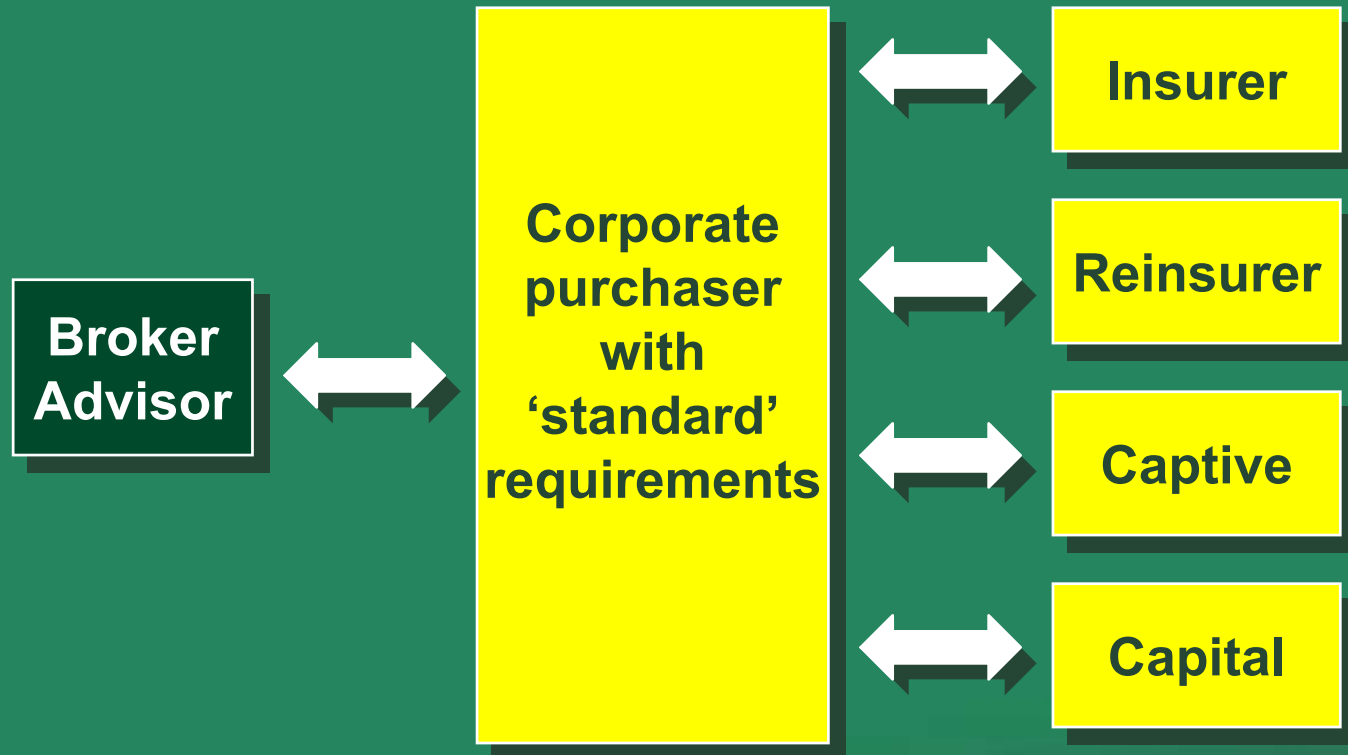 Broker
Advisor
Corporate
purchaser
with
‘standard’
requirements
Insurer
Reinsurer
Captive
Capital